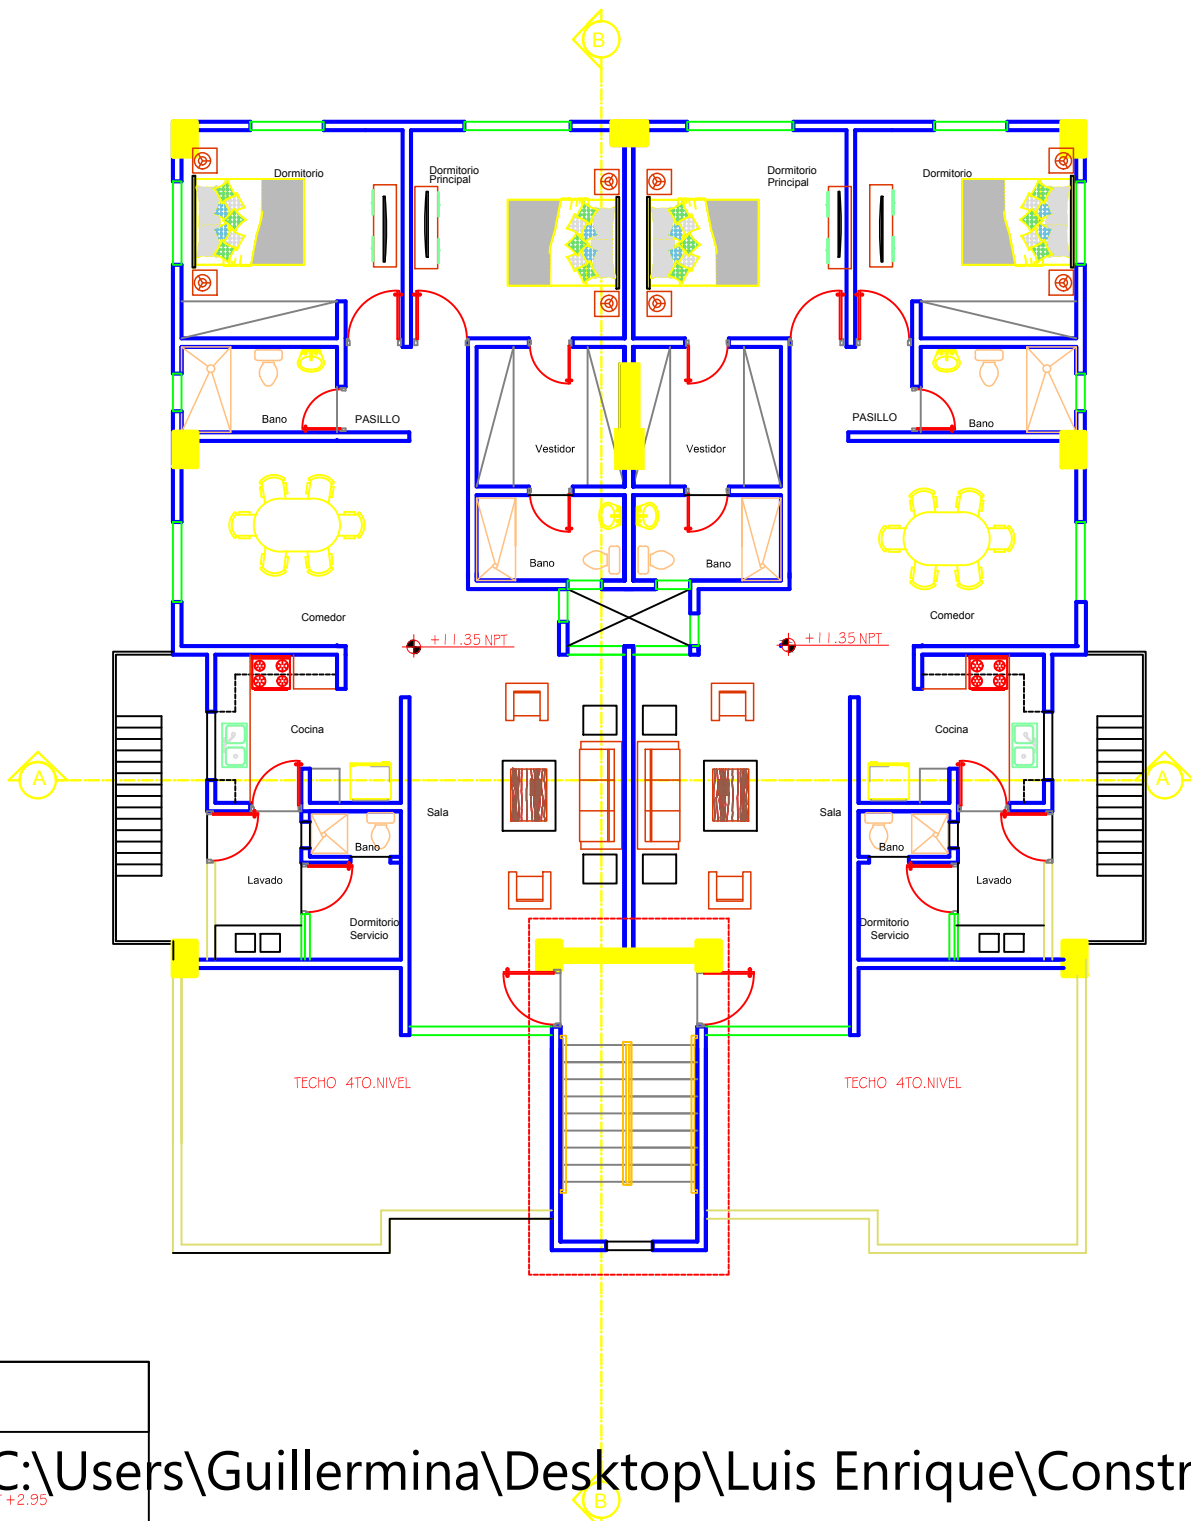 B
Dormitorio
Dormitorio
Principal
Dormitorio
Principal
Dormitorio
Bano
PASILLO
PASILLO
Bano
Vestidor
Vestidor
Bano
Bano
Comedor
Comedor
+11.35 NPT
+11.35 NPT
Cocina
Cocina
A
A
Sala
Sala
Bano
Bano
Lavado
Lavado
Dormitorio
Servicio
Dormitorio
Servicio
TECHO 4TO.NIVEL
TECHO 4TO.NIVEL
C:\Users\Guillermina\Desktop\Luis Enrique\Constr
+2.95
B